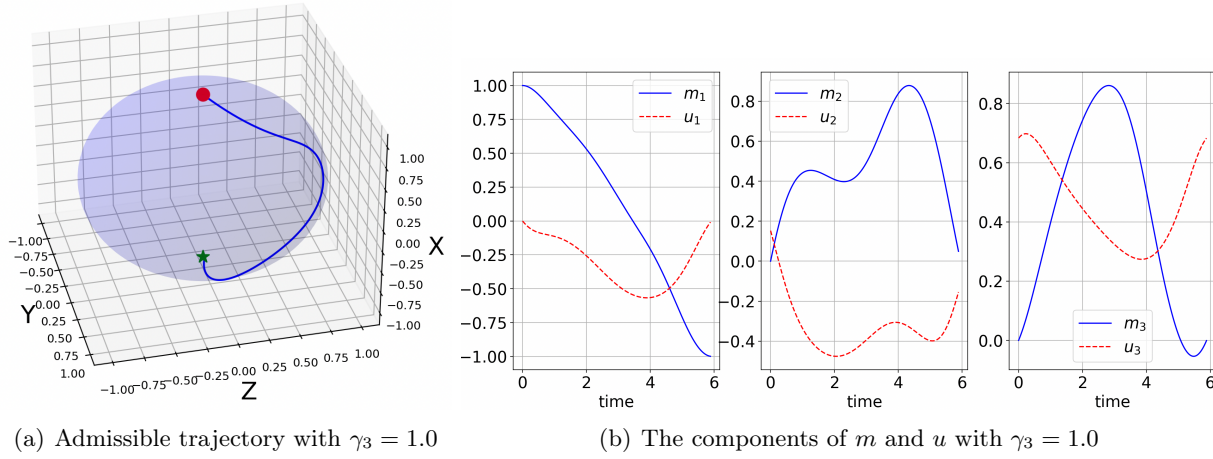 −1.00
−0.75
−0.50
−0.25
0.00
0.25
0.50
0.75
1.00
Y
−1.00
−0.75
−0.50
−0.25
0.00
0.25
0.50
0.75
1.00
Z
1.00
0.75
0.50
0.25
0.00
−0.25
−0.50
−0.75
−1.00
X
(a) Admissible trajectory with γ₃ = 1.0
m₁
u₁
1.00
0.75
0.50
0.25
0.00
−0.25
−0.50
−0.75
−1.00
0 2 4 6
time
m₂
u₂
0.8
0.6
0.4
0.2
0.0
−0.2
−0.4
0 2 4 6
time
m₃
u₃
0.8
0.6
0.4
0.2
0.0
0 2 4 6
time
(b) The components of m and u with γ₃ = 1.0